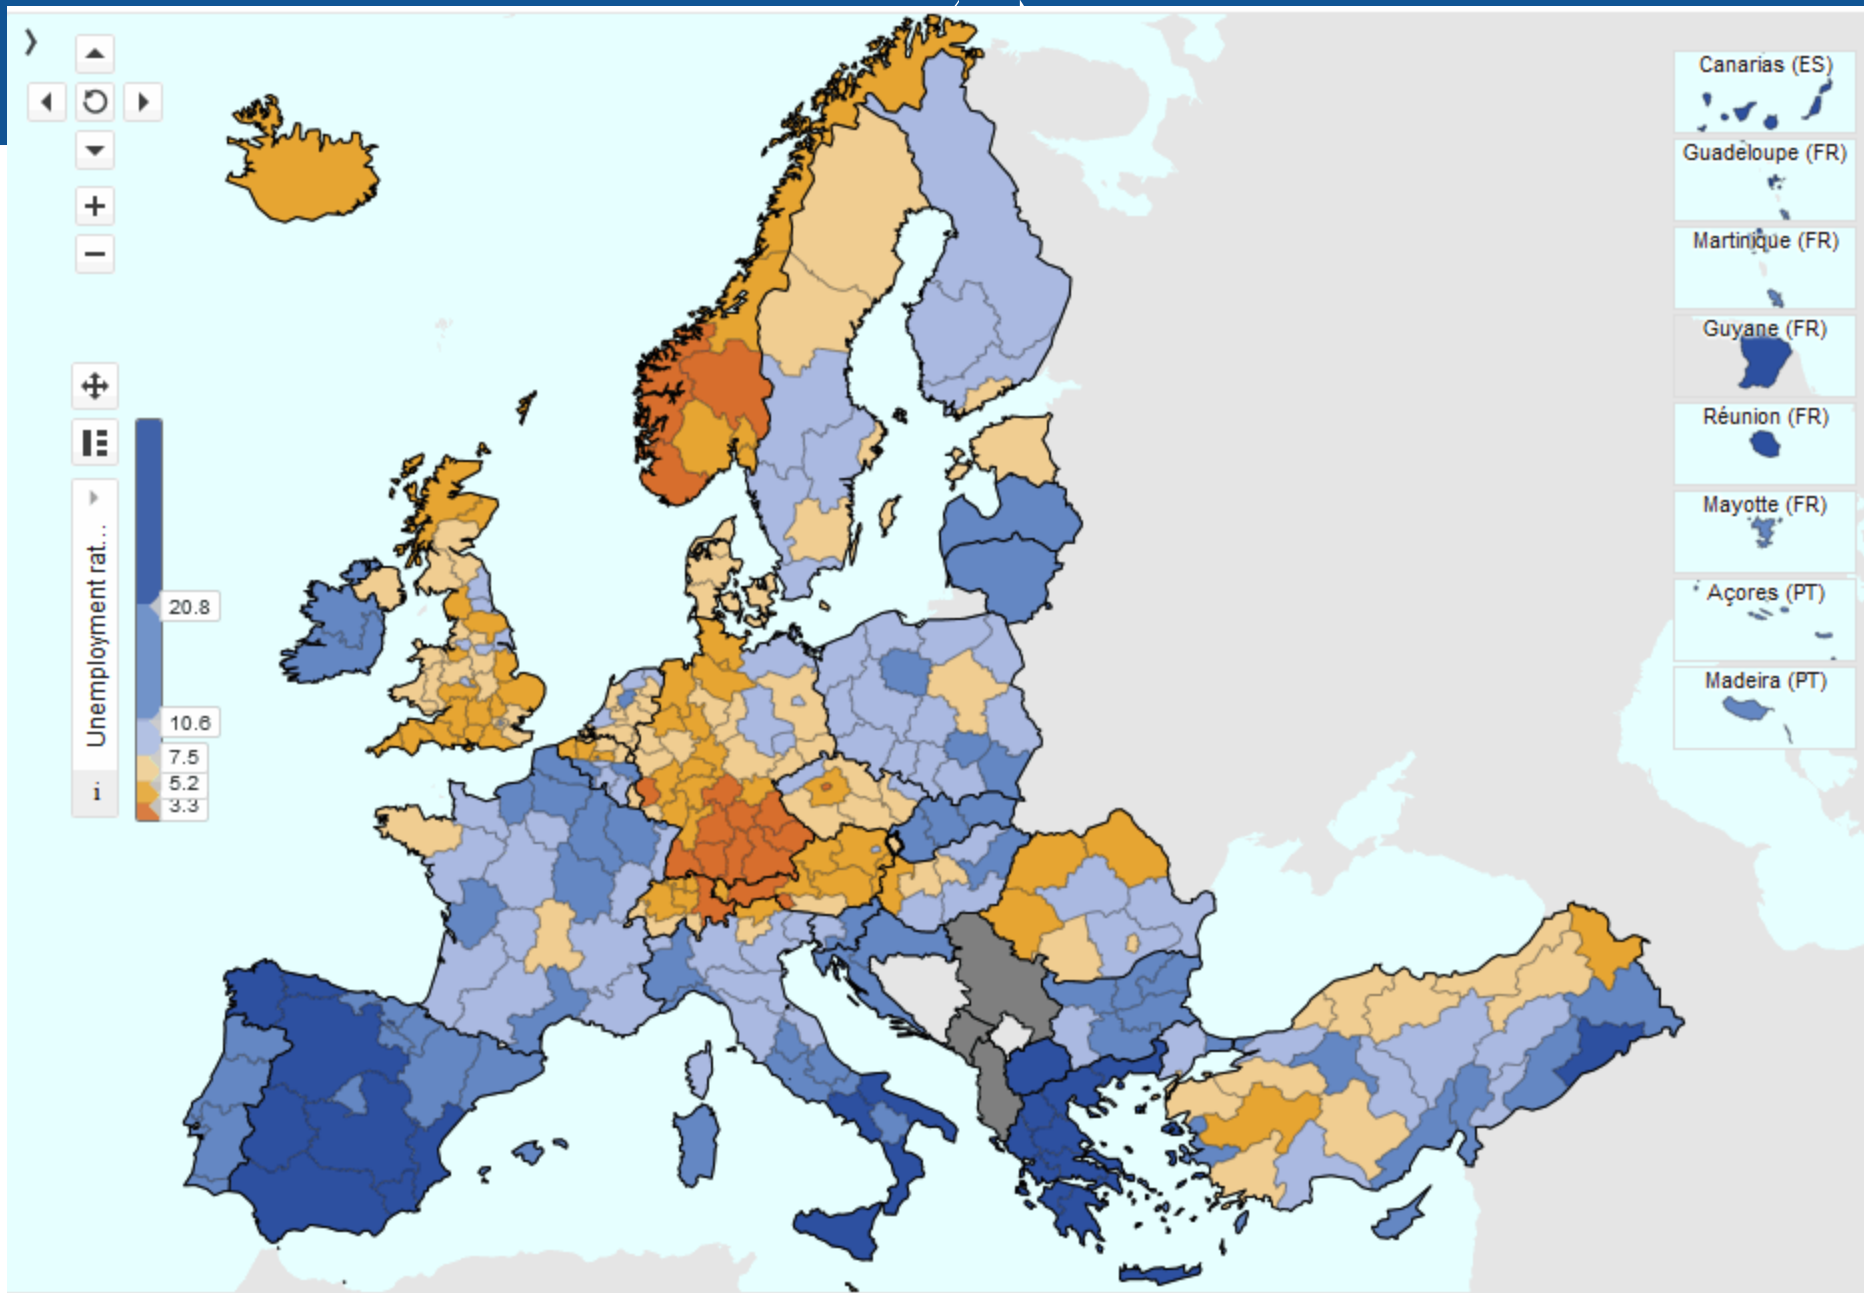 Canarias (ES)
Guadeloupe (FR)
Martinique (FR)
Guyane (FR)
Réunion (FR)
Mayotte (FR)
Açores (PT)
Madeira (PT)
Unemployment rat...
20.8
10.6
7.5
5.2
3.3
i